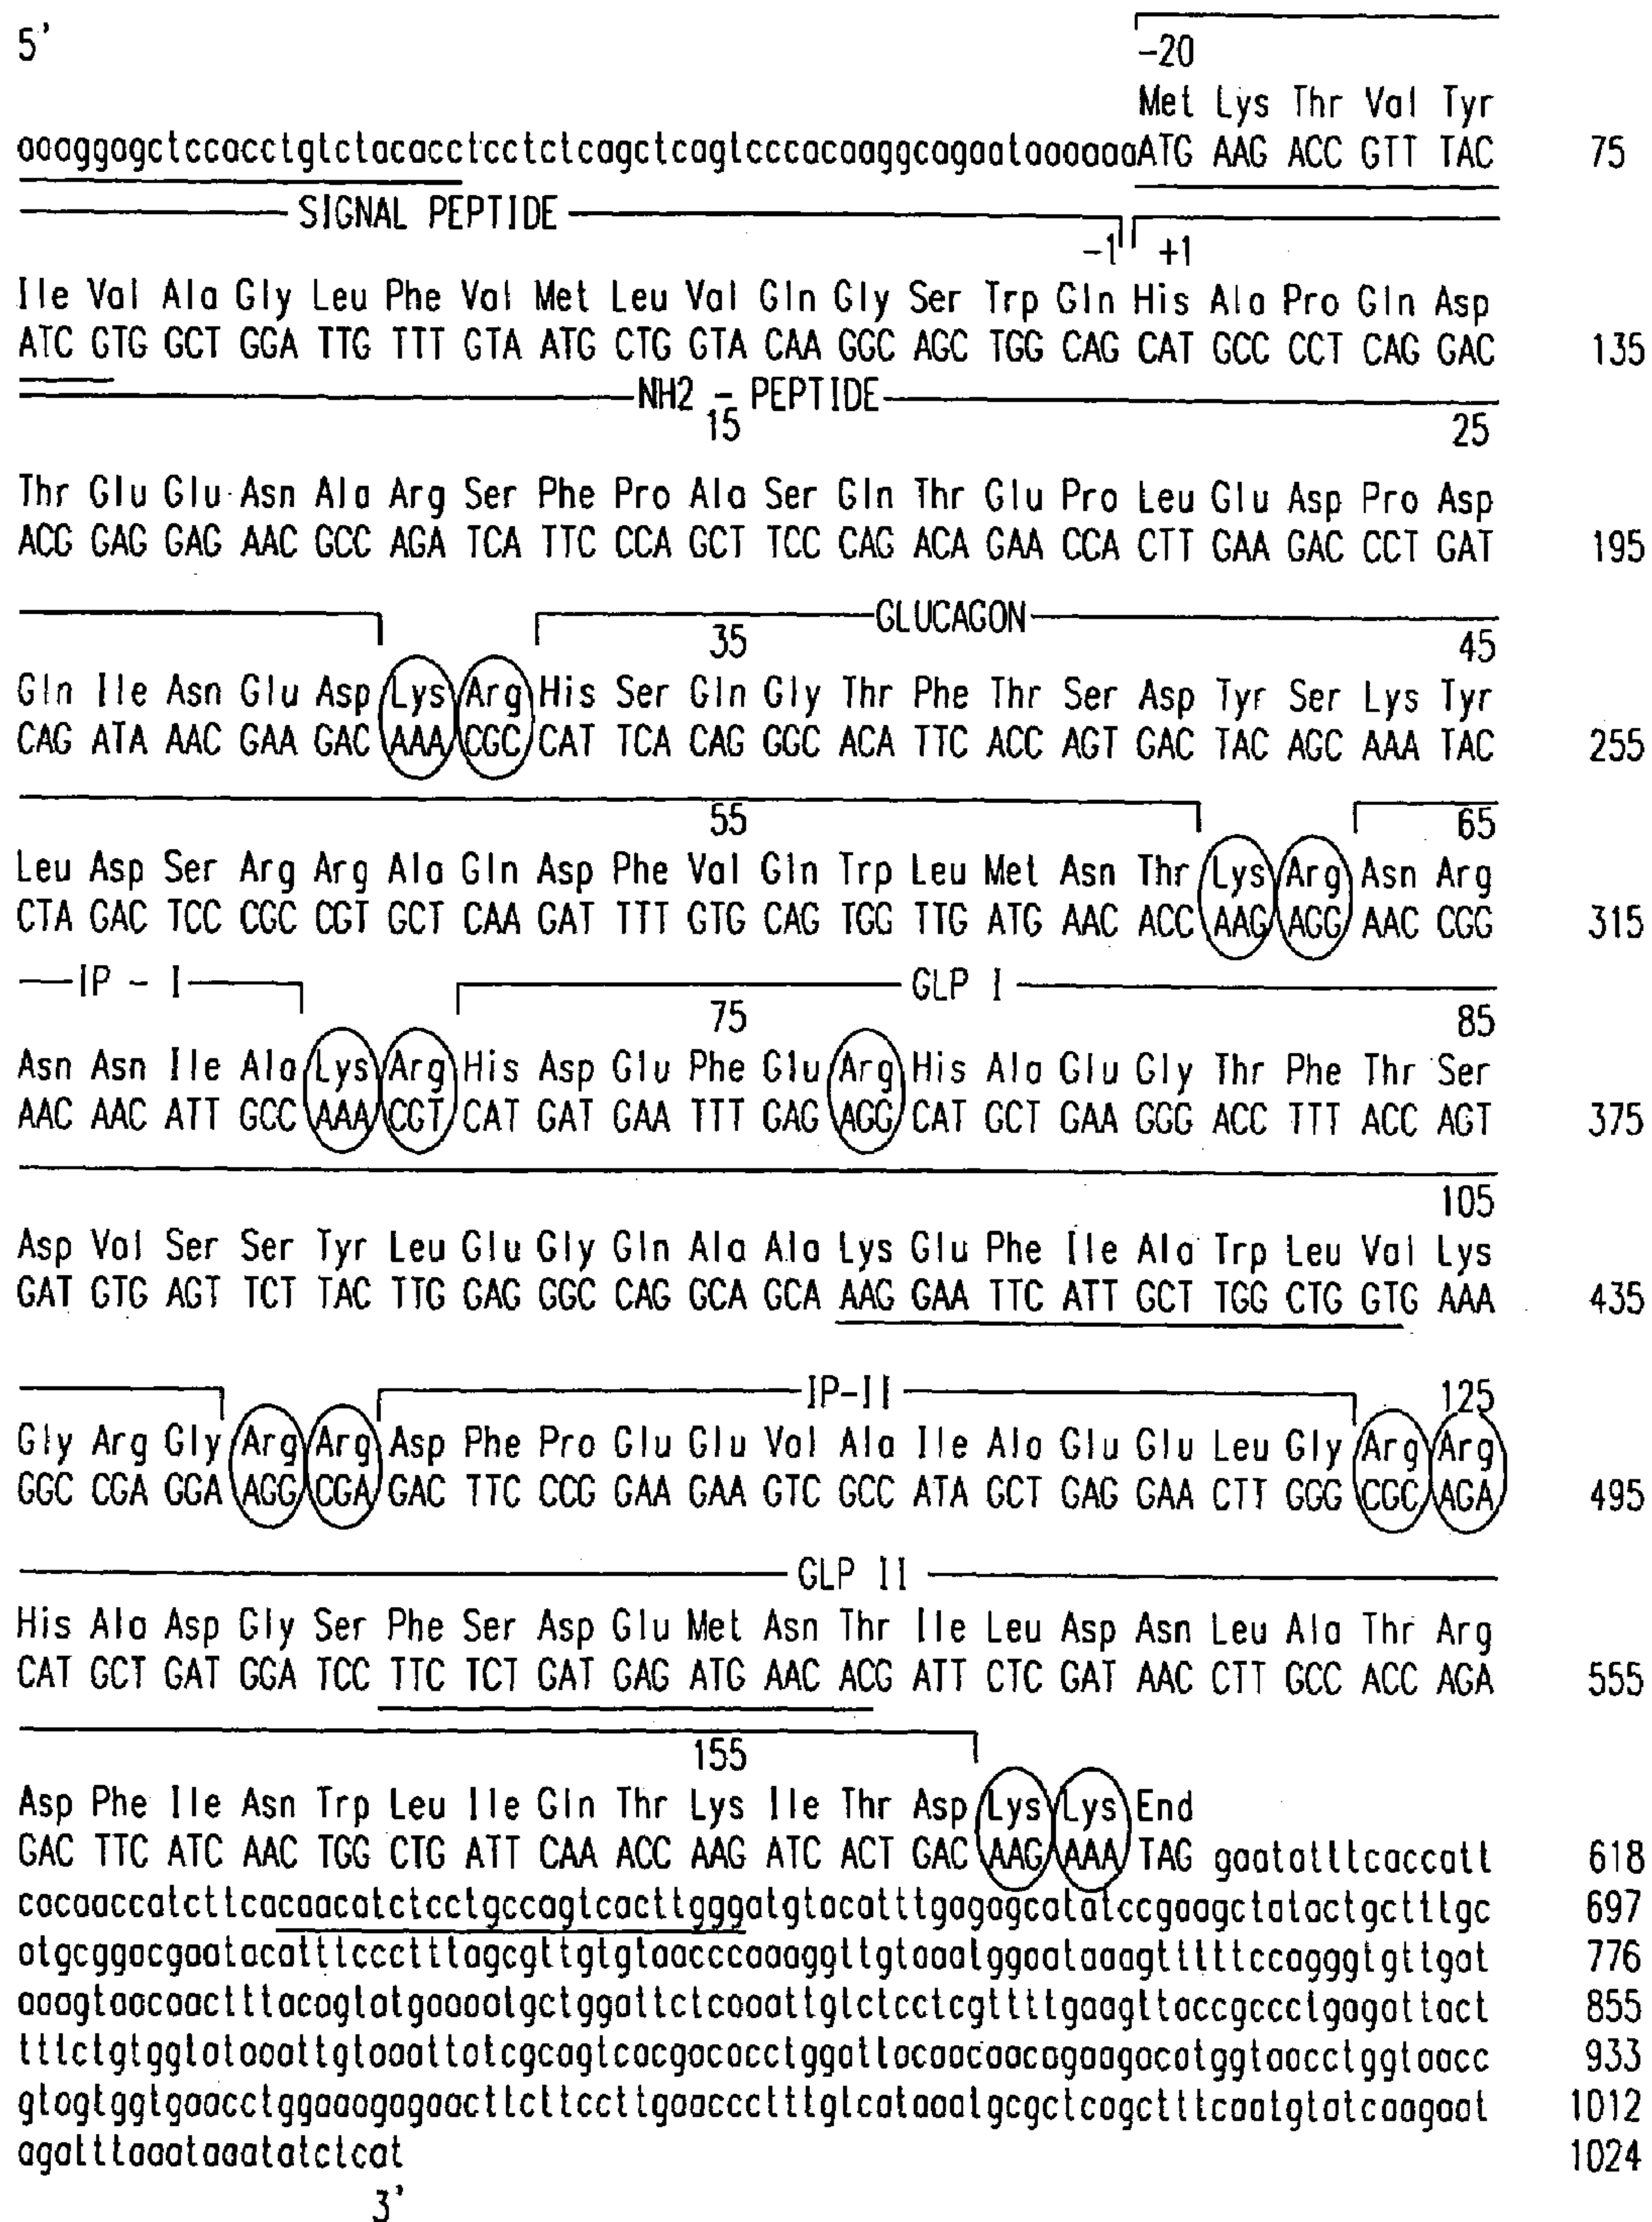 5'
-20
Met Lys Thr Val Tyr
aaaggagctccacctgtctacacctcctctcagctcagtcccacaaggcagaataaaaaaATG AAG ACC GTT TAC 75
SIGNAL PEPTIDE
-1 +1
Ile Val Ala Gly Leu Phe Val Met Leu Val Gln Gly Ser Trp Gln His Ala Pro Gln Asp
ATC GTG GCT GGA TTG TTT GTA ATG CTG GTA CAA GGC AGC TGG CAG CAT GCC CCT CAG GAC 135
NH2 - PEPTIDE
15 25
Thr Glu Glu Asn Ala Arg Ser Phe Pro Ala Ser Gln Thr Glu Pro Leu Glu Asp Pro Asp
ACG GAG GAG AAC GCC AGA TCA TTC CCA GCT TCC CAG ACA GAA CCA CTT GAA GAC CCT GAT 195
GLUCAGON
35 45
Gln Ile Asn Glu Asp Lys Arg His Ser Gln Gly Thr Phe Thr Ser Asp Tyr Ser Lys Tyr
CAG ATA AAC GAA GAC AAA CGC CAT TCA CAG GGC ACA TTC ACC AGT GAC TAC AGC AAA TAC 255
55 65
Leu Asp Ser Arg Arg Ala Gln Asp Phe Val Gln Trp Leu Met Asn Thr Lys Arg Asn Arg
CTA GAC TCC CGC CGT GCT CAA GAT TTT GTG CAG TGG TTG ATG AAC ACC AAG AGG AAC CGG 315
IP - I GLP I
75 85
Asn Asn Ile Ala Lys Arg His Asp Glu Phe Glu Arg His Ala Glu Gly Thr Phe Thr Ser
AAC AAC ATT GCC AAA CGT CAT GAT GAA TTT GAG AGG CAT GCT GAA GGG ACC TTT ACC AGT 375
105
Asp Val Ser Ser Tyr Leu Glu Gly Gln Ala Ala Lys Glu Phe Ile Ala Trp Leu Val Lys
GAT GTG AGT TCT TAC TTG GAG GGC CAG GCA GCA AAG GAA TTC ATT GCT TGG CTG GTG AAA 435
IP-II 125
Gly Arg Gly Arg Arg Asp Phe Pro Glu Glu Val Ala Ile Ala Glu Glu Leu Gly Arg Arg
GGC CGA GGA AGG CGA GAC TTC CCG GAA GAA GTC GCC ATA GCT GAG GAA CTT GGG CGC AGA 495
GLP II
His Ala Asp Gly Ser Phe Ser Asp Glu Met Asn Thr Ile Leu Asp Asn Leu Ala Thr Arg
CAT GCT GAT GGA TCC TTC TCT GAT GAG ATG AAC ACG ATT CTC GAT AAC CTT GCC ACC AGA 555
155
Asp Phe Ile Asn Trp Leu Ile Gln Thr Lys Ile Thr Asp Lys Lys End
GAC TTC ATC AAC TGG CTG ATT CAA ACC AAG ATC ACT GAC AAG AAA TAG gaatatttcaccatt 618
cacaaccatcttcacaacatctcctgccagtcacttgggatgtacatttgagagcatatccgaagctatactgctttgc 697
atgcggacgaatacatttccctttagcgttgtgtaacccaaaggttgtaaatggaataaagtttttccagggtgttgat 776
aaagtaacaactttacagtatgaaaatgctggattctcaaattgtctcctcgttttgaagttaccgccctgagattact 855
tttctgtggtataaattgtaaattatcgcagtcacgacacctggattacaacaacagaagacatggtaacctggtaacc 933
gtagtggtgaacctggaaagagaacttcttccttgaaccctttgtcataaatgcgctcagctttcaatgtatcaagaat 1012
agatttaaataaatatctcat 1024
3'